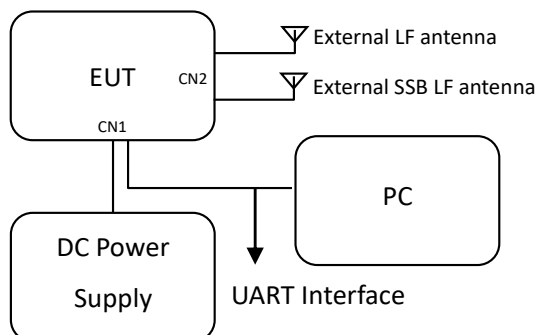 External LF antenna
EUT
CN2
External SSB LF antenna
CN1
PC
DC Power
Supply
UART Interface